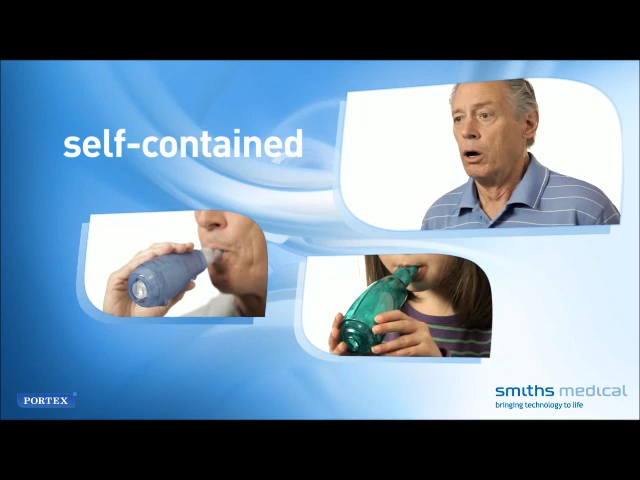 self-contained
PORTEX
smiths medical
bringing technology to life